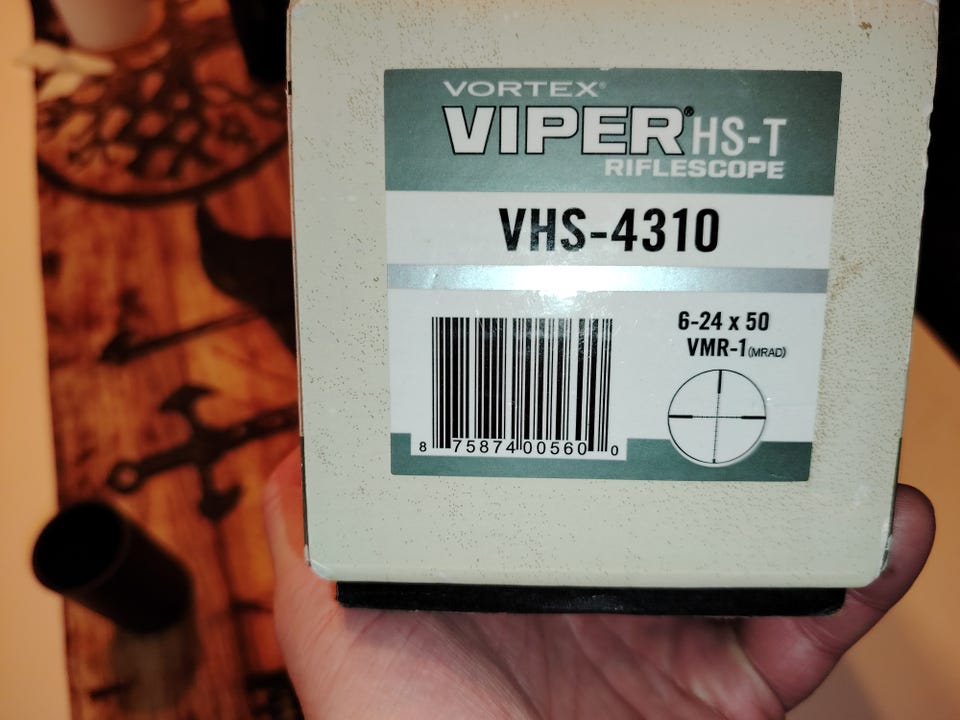 VORTEX®
VIPER® HS-T
RIFLESCOPE
VHS-4310
6-24 x 50
VMR-1 (MRAD)
8 75874 00560 0